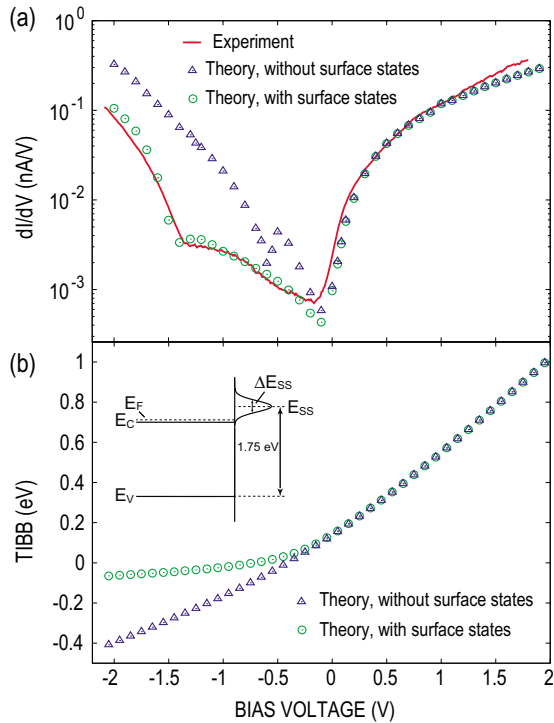 (a)
10^0
10^-1
10^-2
10^-3
dI/dV (nA/V)
Experiment
Theory, without surface states
Theory, with surface states
(b)
0.8
0.6
0.4
0.2
0
-0.2
-0.4
TIBB (eV)
ΔE_SS
E_F
E_SS
E_C
1.75 eV
E_V
Theory, without surface states
Theory, with surface states
-2 -1.5 -1 -0.5 0 0.5 1 1.5 2
BIAS VOLTAGE (V)